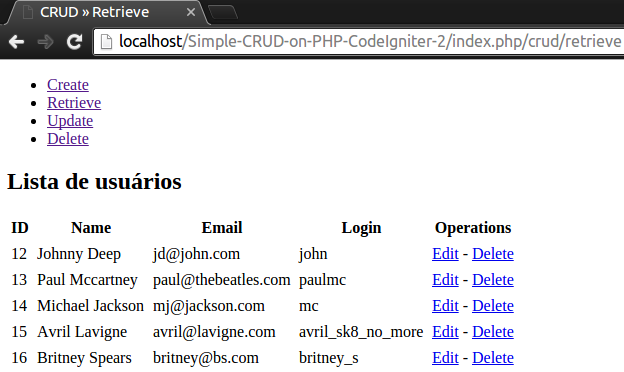 CRUD » Retrieve
localhost/Simple-CRUD-on-PHP-CodeIgniter-2/index.php/crud/retrieve
Create
Retrieve
Update
Delete
Lista de usuários
ID Name Email Login Operations
12 Johnny Deep jd@john.com john Edit - Delete
13 Paul Mccartney paul@thebeatles.com paulmc Edit - Delete
14 Michael Jackson mj@jackson.com mc Edit - Delete
15 Avril Lavigne avril@lavigne.com avril_sk8_no_more Edit - Delete
16 Britney Spears britney@bs.com britney_s Edit - Delete